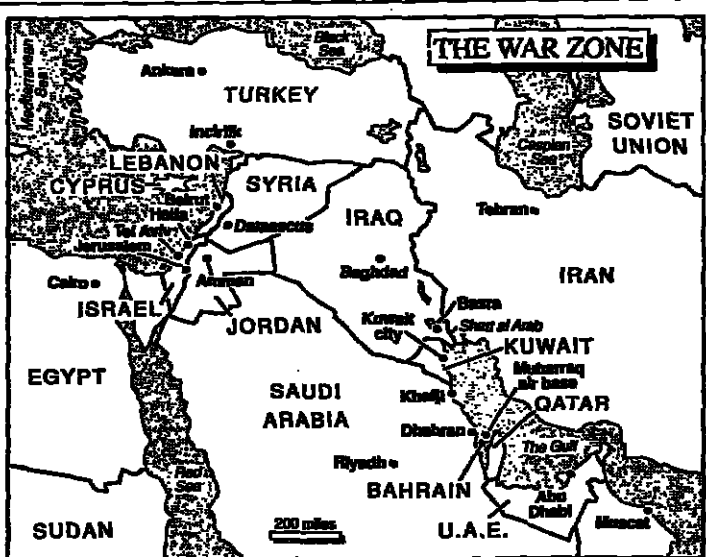 THE WAR ZONE
Black
Sea
Mediterranean
Sea
Ankara
TURKEY
SOVIET
UNION
Caspian
Sea
Incirlik
LEBANON
CYPRUS
SYRIA
Beirut
Haifa
Tel Aviv
Jerusalem
Damascus
IRAQ
Tehran
Baghdad
IRAN
Cairo
Amman
ISRAEL
JORDAN
Basra
Shatt al Arab
Kuwait
city
KUWAIT
EGYPT
SAUDI
ARABIA
Muharraq
air base
Khafji
QATAR
Dhahran
The Gulf
Riyadh
Red
Sea
BAHRAIN
Abu
Dhabi
Muscat
SUDAN
200 miles
U.A.E.